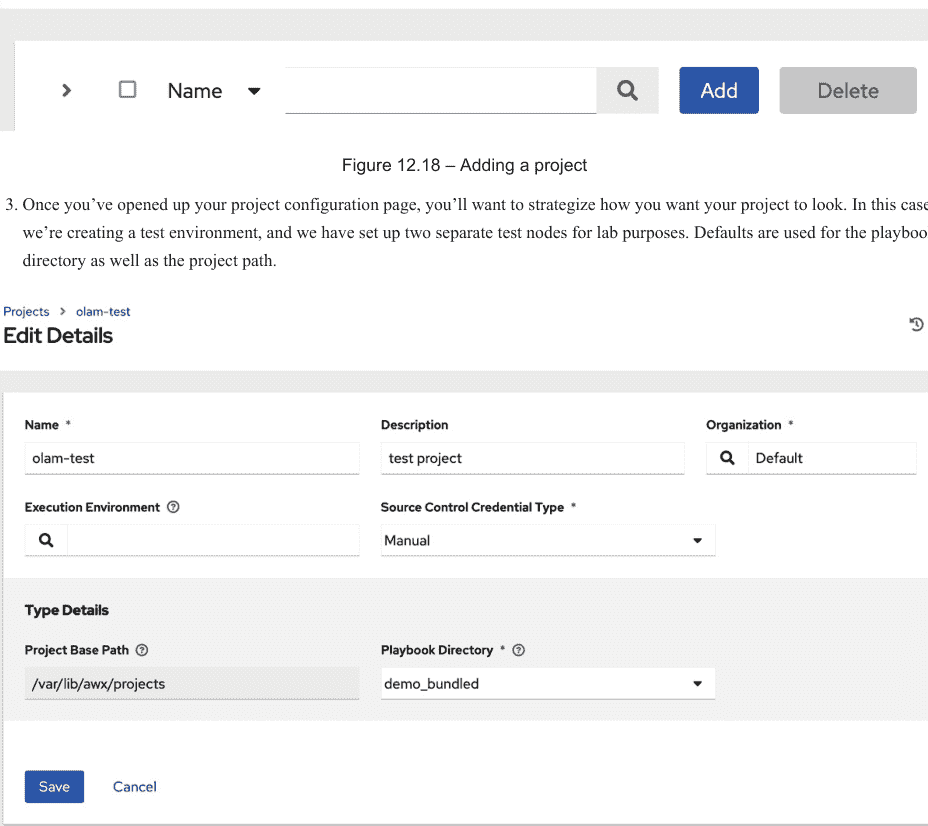 Name Add Delete
Figure 12.18 – Adding a project
3. Once you’ve opened up your project configuration page, you’ll want to strategize how you want your project to look. In this case
we’re creating a test environment, and we have set up two separate test nodes for lab purposes. Defaults are used for the playboo
directory as well as the project path.
Projects > olam-test
Edit Details
Name * Description Organization *
olam-test test project Default
Execution Environment Source Control Credential Type *
Manual
Type Details
Project Base Path Playbook Directory *
/var/lib/awx/projects demo_bundled
Save Cancel